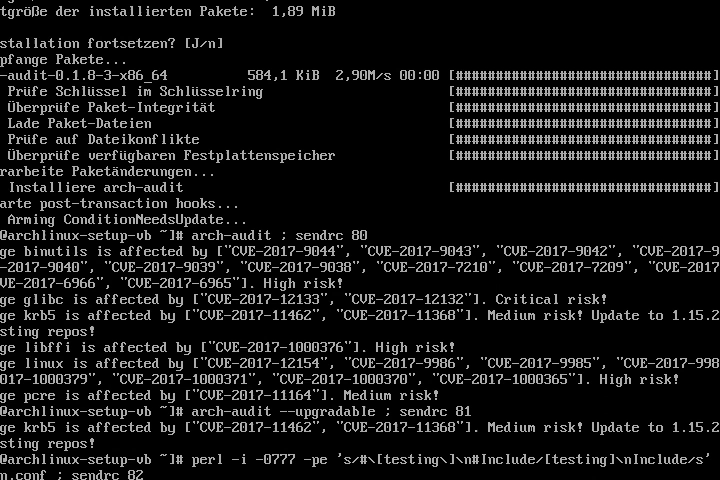 tgröße der installierten Pakete:  1,89 MiB
stallation fortsetzen? [J/n]
pfange Pakete...
-audit-0.1.8-3-x86_64          584,1 KiB  2,90M/s 00:00 [################################]
 Prüfe Schlüssel im Schlüsselring                       [################################]
 Überprüfe Paket-Integrität                             [################################]
 Lade Paket-Dateien                                     [################################]
 Prüfe auf Dateikonflikte                               [################################]
 Überprüfe verfügbaren Festplattenspeicher              [################################]
rarbeite Paketänderungen...
 Installiere arch-audit                                 [################################]
arte post-transaction hooks...
 Arming ConditionNeedsUpdate...
@archlinux-setup-vb ~]# arch-audit ; sendrc 80
ge binutils is affected by ["CVE-2017-9044", "CVE-2017-9043", "CVE-2017-9042", "CVE-2017-9
-2017-9040", "CVE-2017-9039", "CVE-2017-9038", "CVE-2017-7210", "CVE-2017-7209", "CVE-2017
VE-2017-6966", "CVE-2017-6965"]. High risk!
ge glibc is affected by ["CVE-2017-12133", "CVE-2017-12132"]. Critical risk!
ge krb5 is affected by ["CVE-2017-11462", "CVE-2017-11368"]. Medium risk! Update to 1.15.2
sting repos!
ge libffi is affected by ["CVE-2017-1000376"]. High risk!
ge linux is affected by ["CVE-2017-12154", "CVE-2017-9986", "CVE-2017-9985", "CVE-2017-998
017-1000379", "CVE-2017-1000371", "CVE-2017-1000370", "CVE-2017-1000365"]. High risk!
ge pcre is affected by ["CVE-2017-11164"]. Medium risk!
@archlinux-setup-vb ~]# arch-audit --upgradable ; sendrc 81
ge krb5 is affected by ["CVE-2017-11462", "CVE-2017-11368"]. Medium risk! Update to 1.15.2
sting repos!
@archlinux-setup-vb ~]# perl -i -0777 -pe 's/#\[testing\]\n#Include/[testing]\nInclude/s'
n.conf ; sendrc 82